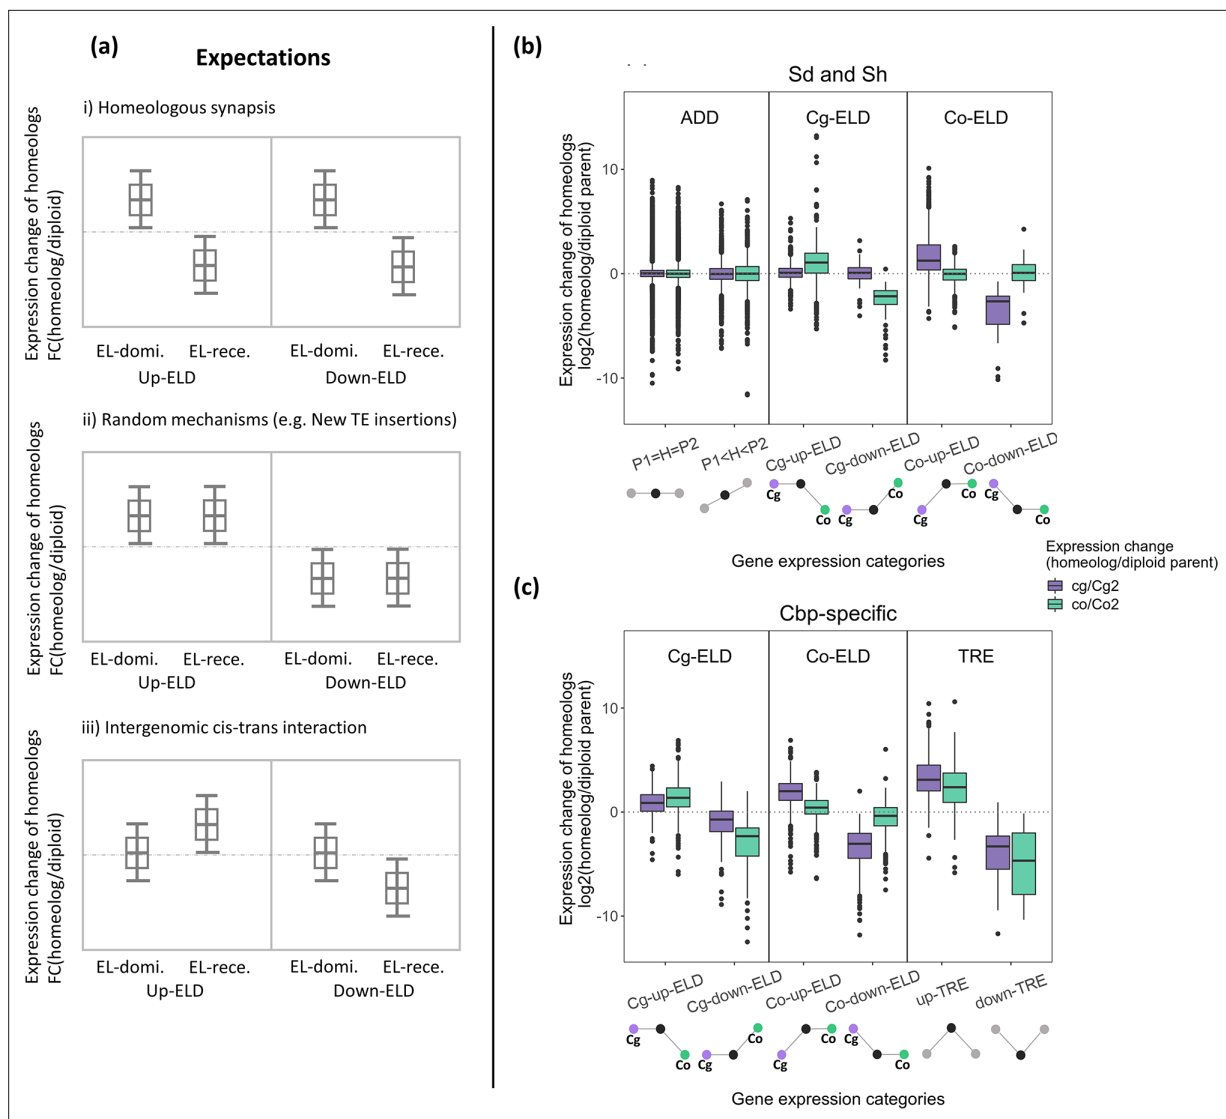 (a)
Expectations
i) Homeologous synapsis
Expression change of homeologs
FC(homeolog/diploid)
EL-domi. EL-rece. EL-domi. EL-rece.
Up-ELD Down-ELD
ii) Random mechanisms (e.g. New TE insertions)
Expression change of homeologs
FC(homeolog/diploid)
EL-domi. EL-rece. EL-domi. EL-rece.
Up-ELD Down-ELD
iii) Intergenomic cis-trans interaction
Expression change of homeologs
FC(homeolog/diploid)
EL-domi. EL-rece. EL-domi. EL-rece.
Up-ELD Down-ELD
(b)
Sd and Sh
ADD Cg-ELD Co-ELD
Expression change of homeologs
log2(homeolog/diploid parent)
10
0
-10
P1=H=P2 P1<H<P2 Cg-up-ELD Cg-down-ELD Co-up-ELD Co-down-ELD
Cg Co Cg Co Cg Co Cg Co
Gene expression categories
Expression change
(homeolog/diploid parent)
cg/Cg2
co/Co2
(c)
Cbp-specific
Cg-ELD Co-ELD TRE
Expression change of homeologs
log2(homeolog/diploid parent)
10
0
-10
Cg-up-ELD Cg-down-ELD Co-up-ELD Co-down-ELD up-TRE down-TRE
Cg Co Cg Co Cg Co Cg Co
Gene expression categories